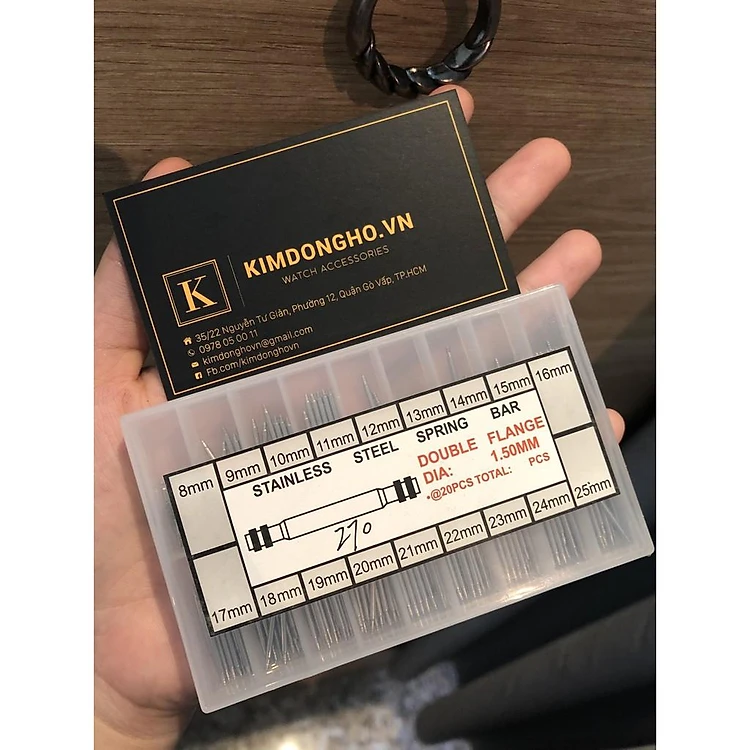 K
KIMDONGHO.VN
WATCH ACCESSORIES
35/22 Nguyễn Tư Giản, Phường 12, Quận Gò Vấp, TP.HCM
0978 05 00 11
kimdonghovn@gmail.com
Fb.com/kimdonghovn
8mm 9mm 10mm 11mm 12mm 13mm 14mm 15mm 16mm
STAINLESS STEEL SPRING BAR
DOUBLE FLANGE
DIA: 1.50MM
•@20PCS TOTAL: PCS
270
17mm 18mm 19mm 20mm 21mm 22mm 23mm 24mm 25mm